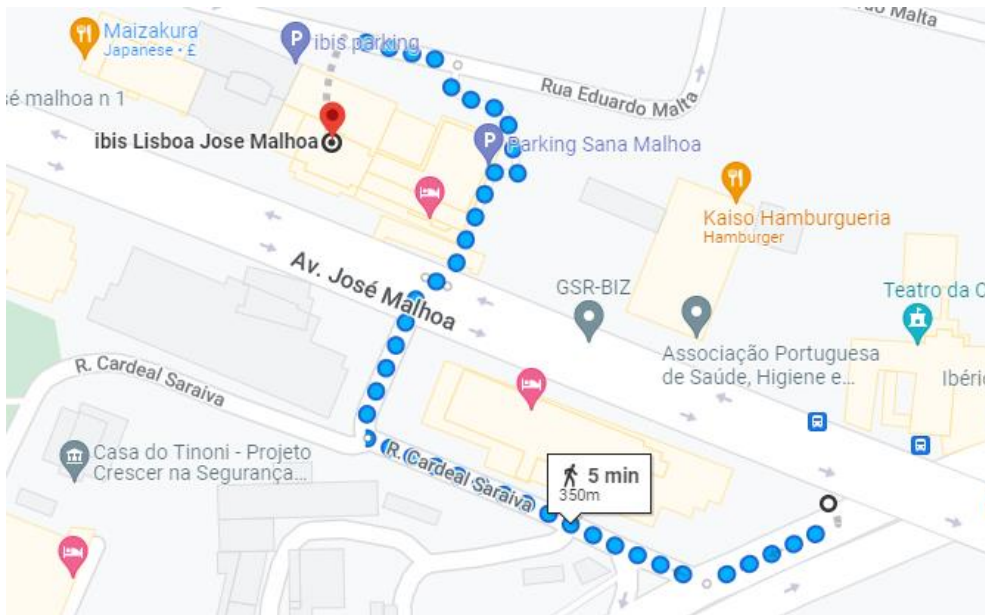 Maizakura
Japanese • £
ibis parking
Malta
sé malhoa n 1
Rua Eduardo Malta
ibis Lisboa Jose Malhoa
Parking Sana Malhoa
Kaiso Hamburgueria
Hamburger
Av. José Malhoa
GSR-BIZ
Teatro da C
Associação Portuguesa
de Saúde, Higiene e...
Ibéric
R. Cardeal Saraiva
Casa do Tinoni - Projeto
Crescer na Segurança...
R. Cardeal Saraiva
5 min
350m